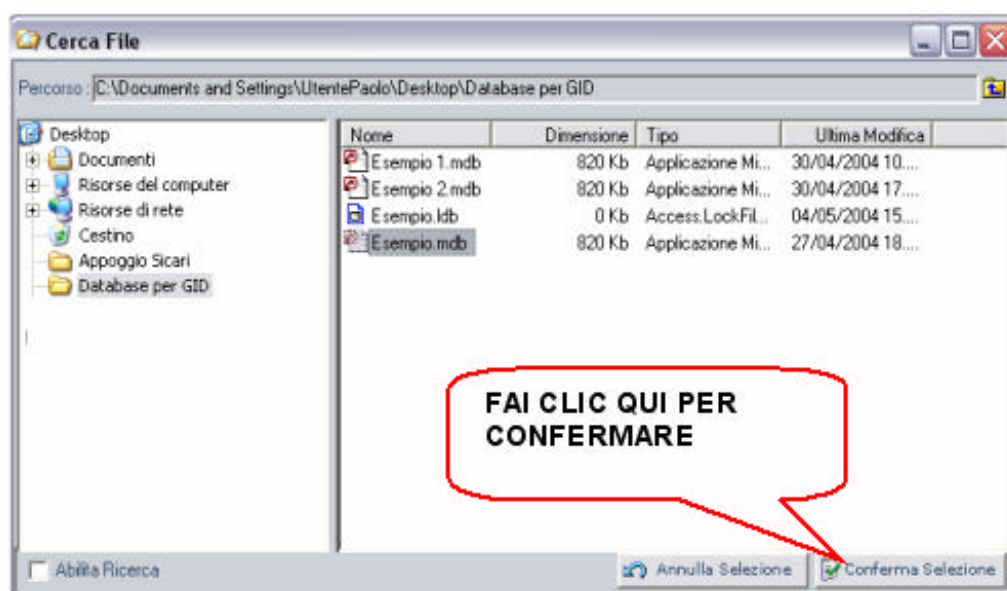 Cerca File
Percorso : C:\Documents and Settings\UtentePaolo\Desktop\Database per GID
Desktop
Documenti
Risorse del computer
Risorse di rete
Cestino
Appoggio Sicari
Database per GID
Nome Dimensione Tipo Ultima Modifica
Esempio 1.mdb 820 Kb Applicazione Mi... 30/04/2004 10....
Esempio 2.mdb 820 Kb Applicazione Mi... 30/04/2004 17....
Esempio.ldb 0 Kb Access.LockFil... 04/05/2004 15....
Esempio.mdb 820 Kb Applicazione Mi... 27/04/2004 18....
FAI CLIC QUI PER
CONFERMARE
Abilita Ricerca
Annulla Selezione
Conferma Selezione